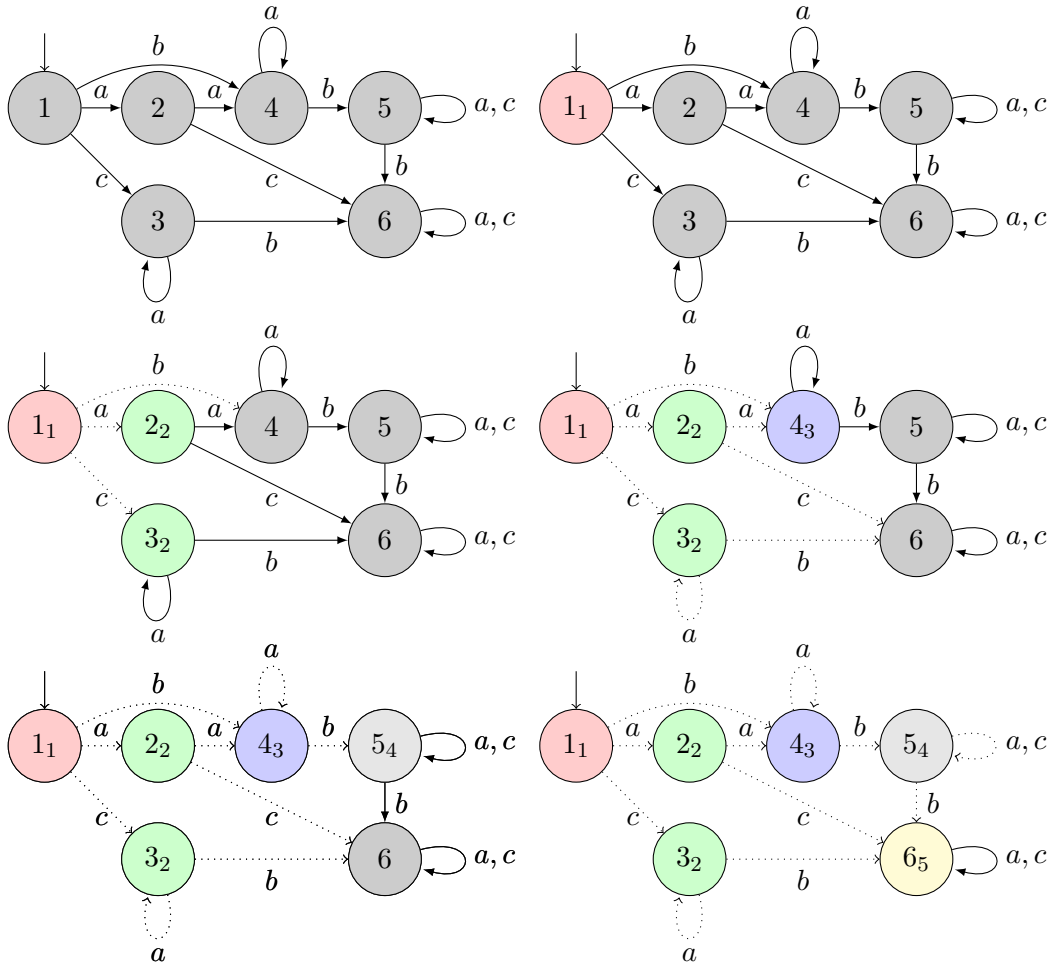 a a
b b
1 a 2 a 4 b 5 a, c 1₁ a 2 a 4 b 5 a, c
c c b c c b
3 6 a, c 3 6 a, c
b b
a a
a a
b b
1₁ a 2₂ a 4 b 5 a, c 1₁ a 2₂ a 4₃ b 5 a, c
c c b c c b
3₂ 6 a, c 3₂ 6 a, c
b b
a a
a a
b b
1₁ a 2₂ a 4₃ b 5₄ a, c 1₁ a 2₂ a 4₃ b 5₄ a, c
c c b c c b
3₂ 6 a, c 3₂ 6₅ a, c
b b
a a